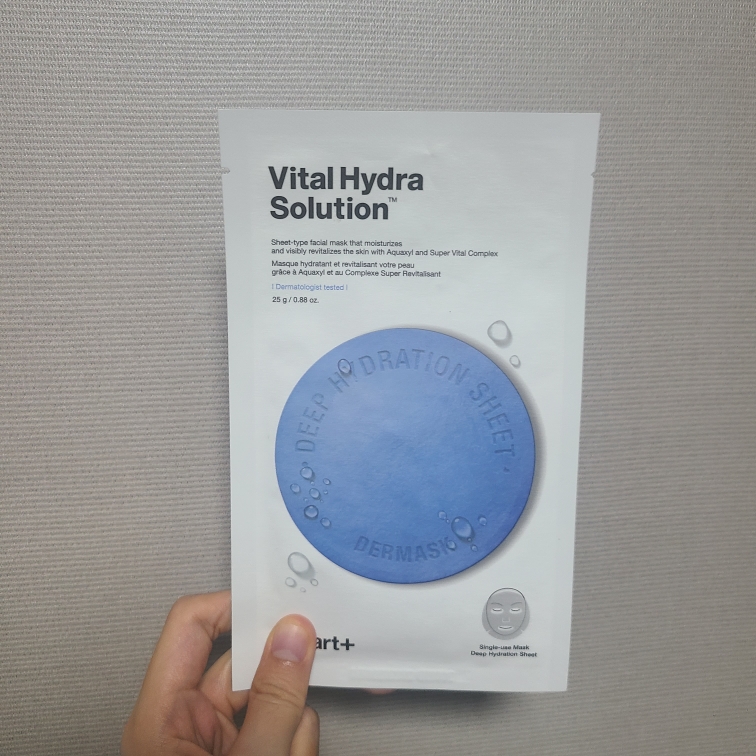 Vital Hydra
Solution™
Sheet-type facial mask that moisturizes
and visibly revitalizes the skin with Aquaxyl and Super Vital Complex
Masque hydratant et revitalisant votre peau
grâce à Aquaxyl et au Complexe Super Revitalisant
| Dermatologist tested |
25 g / 0.88 oz.
· DEEP HYDRATION SHEET ·
DERMASK
art+
Single-use Mask
Deep Hydration Sheet